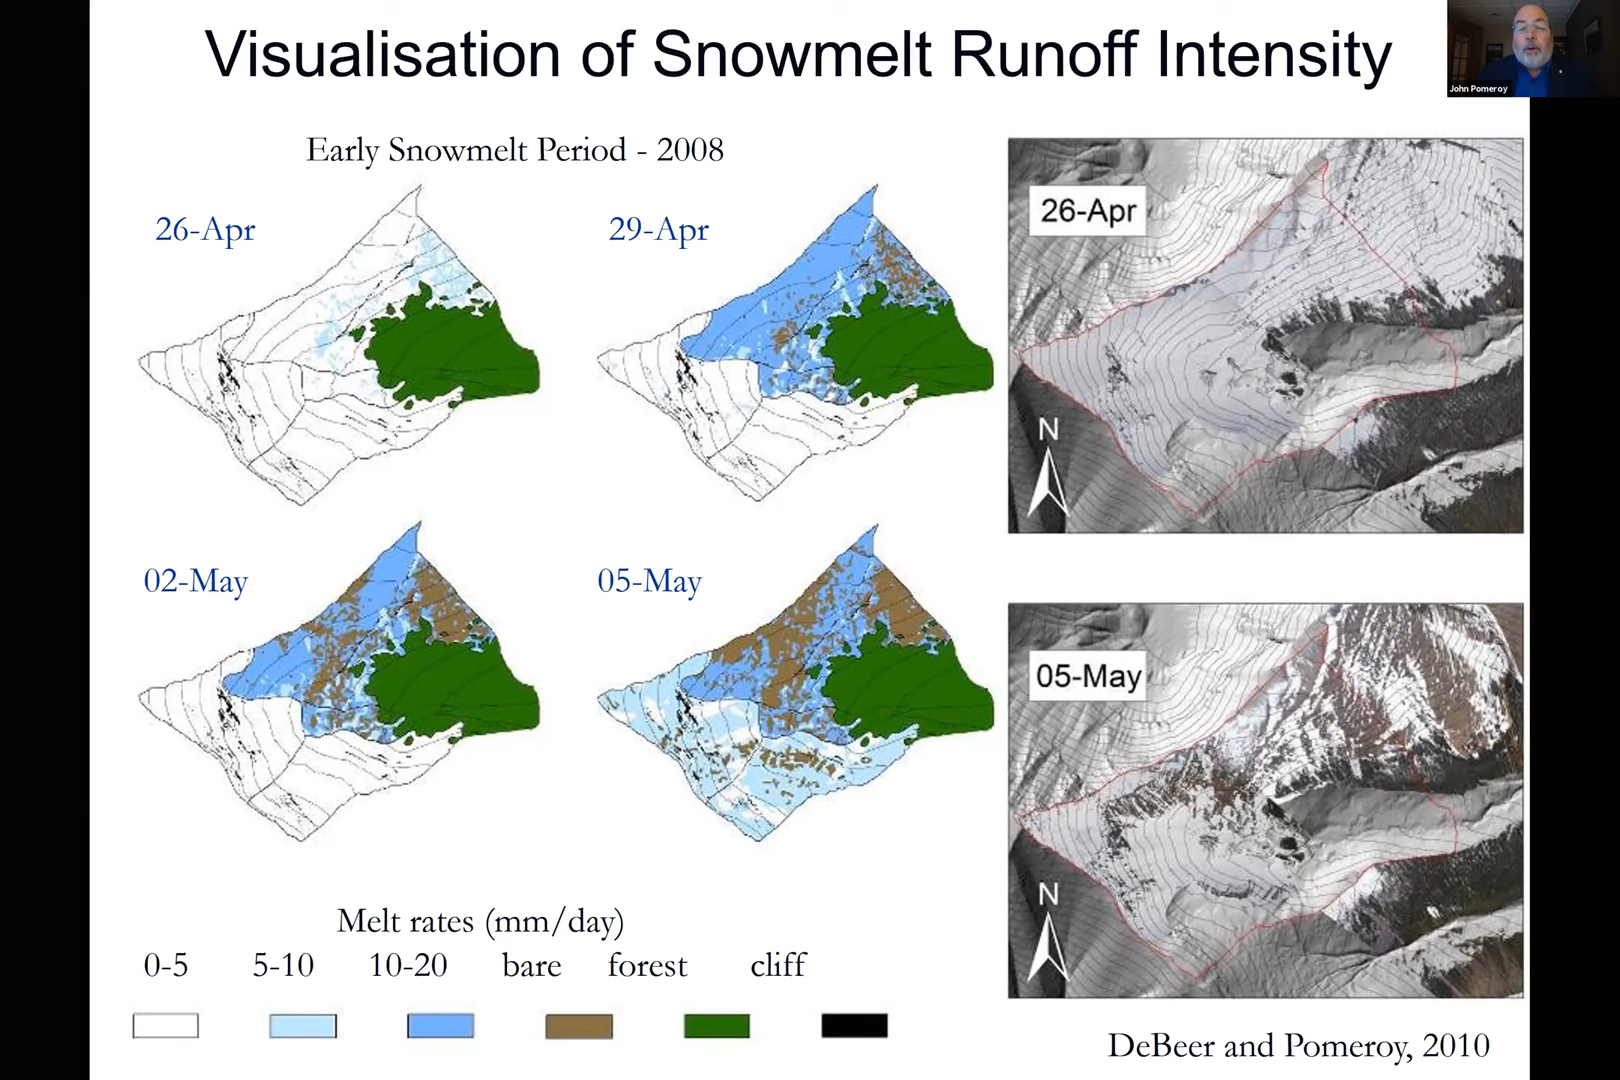 Visualisation of Snowmelt Runoff Intensity
John Pomeroy
Early Snowmelt Period - 2008
26-Apr
29-Apr
02-May
05-May
26-Apr
N
05-May
N
Melt rates (mm/day)
0-5 5-10 10-20 bare forest cliff
DeBeer and Pomeroy, 2010